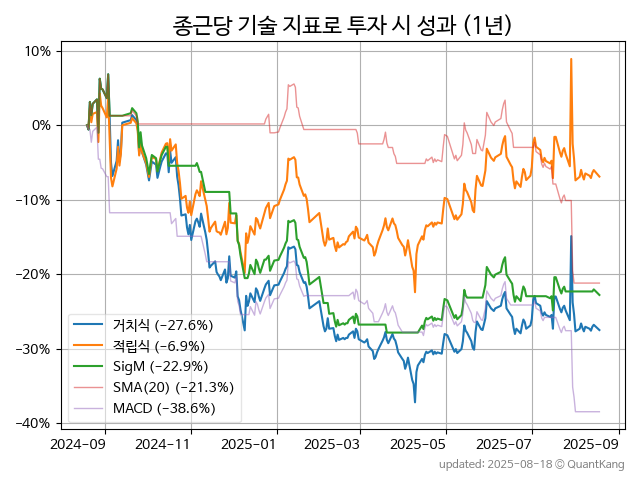 종근당 기술 지표로 투자 시 성과 (1년)
10%
0%
−10%
−20%
−30%
−40%
거치식 (−27.6%)
적립식 (−6.9%)
SigM (−22.9%)
SMA(20) (−21.3%)
MACD (−38.6%)
2024-09 2024-11 2025-01 2025-03 2025-05 2025-07 2025-09
updated: 2025-08-18 © QuantKang